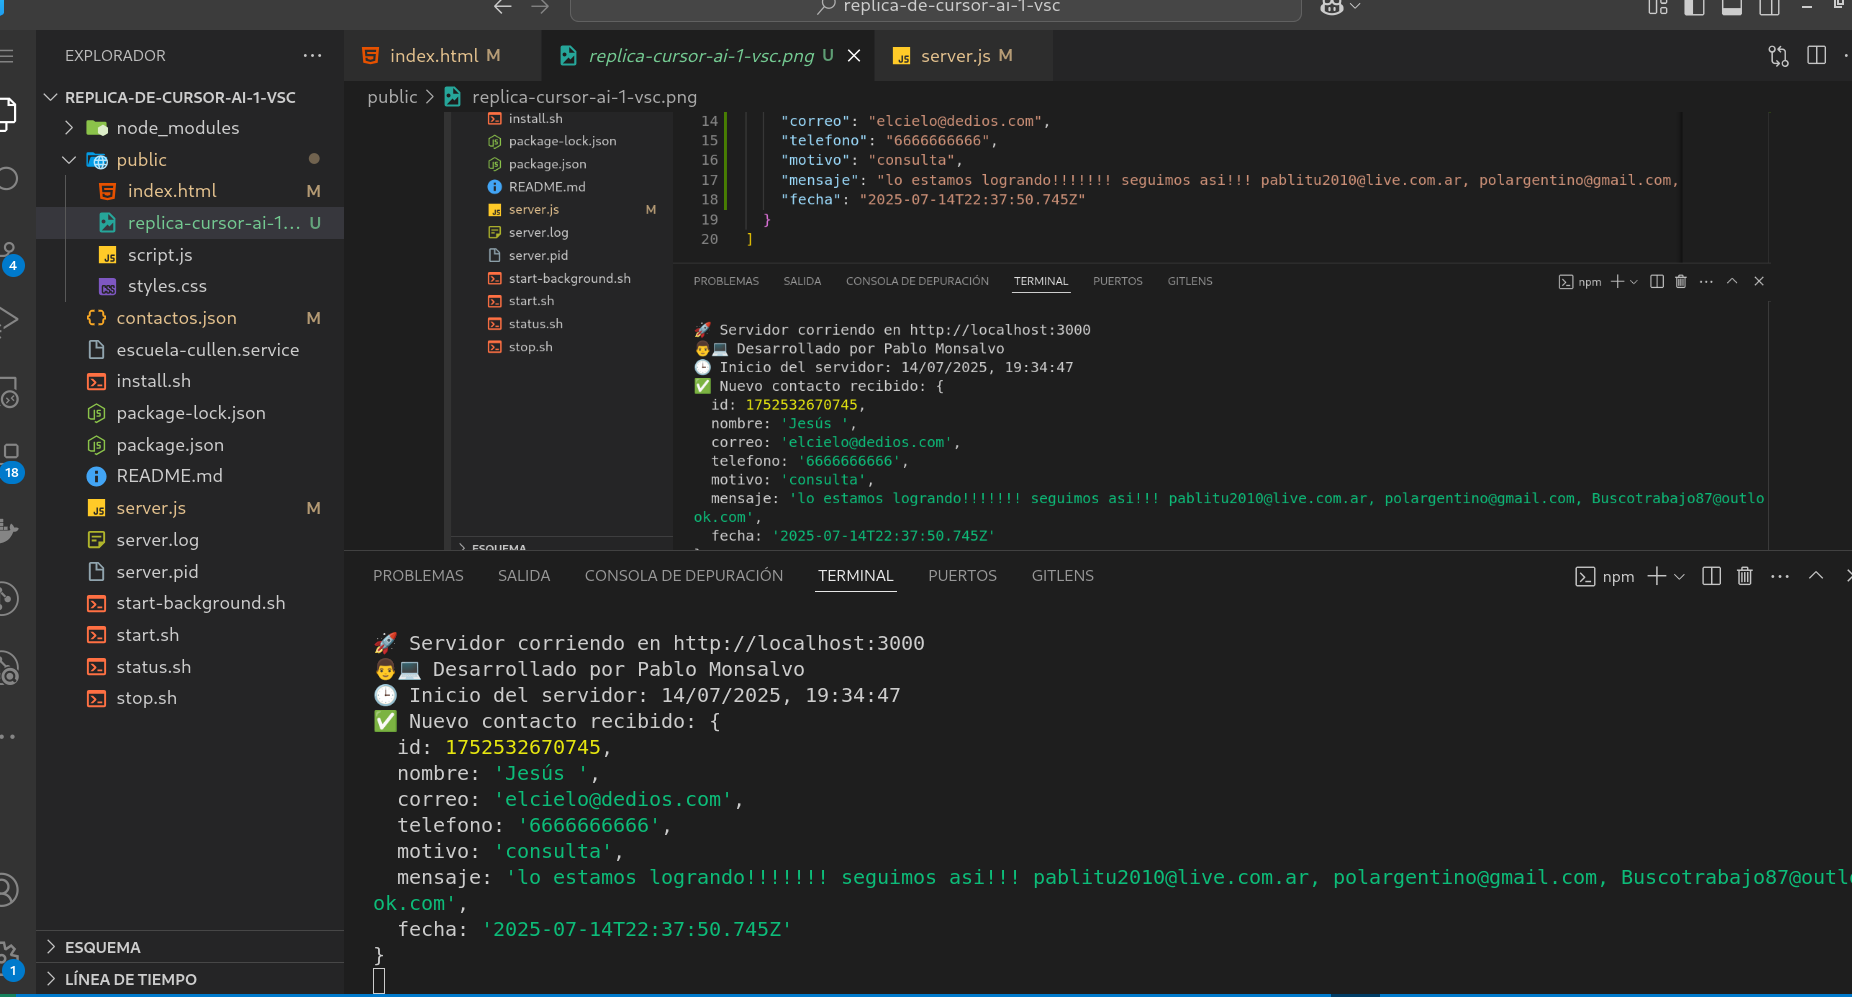 replica-de-cursor-ai-1-vsc
EXPLORADOR
REPLICA-DE-CURSOR-AI-1-VSC
node_modules
public
index.html M
replica-cursor-ai-1... U
script.js
styles.css
contactos.json M
escuela-cullen.service
install.sh
package-lock.json
package.json
README.md
server.js M
server.log
server.pid
start-background.sh
start.sh
status.sh
stop.sh
ESQUEMA
LÍNEA DE TIEMPO
4
18
1
index.html M
replica-cursor-ai-1-vsc.png U
server.js M
public > replica-cursor-ai-1-vsc.png
install.sh
package-lock.json
package.json
README.md
server.js M
server.log
server.pid
start-background.sh
start.sh
status.sh
stop.sh
ESQUEMA
14 "correo": "elcielo@dedios.com",
15 "telefono": "6666666666",
16 "motivo": "consulta",
17 "mensaje": "lo estamos logrando!!!!!!! seguimos asi!!! pablitu2010@live.com.ar, polargentino@gmail.com,
18 "fecha": "2025-07-14T22:37:50.745Z"
19 }
20 ]
PROBLEMAS SALIDA CONSOLA DE DEPURACIÓN TERMINAL PUERTOS GITLENS
npm
🚀 Servidor corriendo en http://localhost:3000
👨💻 Desarrollado por Pablo Monsalvo
🕒 Inicio del servidor: 14/07/2025, 19:34:47
✅ Nuevo contacto recibido: {
id: 1752532670745,
nombre: 'Jesús ',
correo: 'elcielo@dedios.com',
telefono: '6666666666',
motivo: 'consulta',
mensaje: 'lo estamos logrando!!!!!!! seguimos asi!!! pablitu2010@live.com.ar, polargentino@gmail.com, Buscotrabajo87@outlo
ok.com',
fecha: '2025-07-14T22:37:50.745Z'
PROBLEMAS SALIDA CONSOLA DE DEPURACIÓN TERMINAL PUERTOS GITLENS
npm
🚀 Servidor corriendo en http://localhost:3000
👨💻 Desarrollado por Pablo Monsalvo
🕒 Inicio del servidor: 14/07/2025, 19:34:47
✅ Nuevo contacto recibido: {
id: 1752532670745,
nombre: 'Jesús ',
correo: 'elcielo@dedios.com',
telefono: '6666666666',
motivo: 'consulta',
mensaje: 'lo estamos logrando!!!!!!! seguimos asi!!! pablitu2010@live.com.ar, polargentino@gmail.com, Buscotrabajo87@outlo
ok.com',
fecha: '2025-07-14T22:37:50.745Z'
}